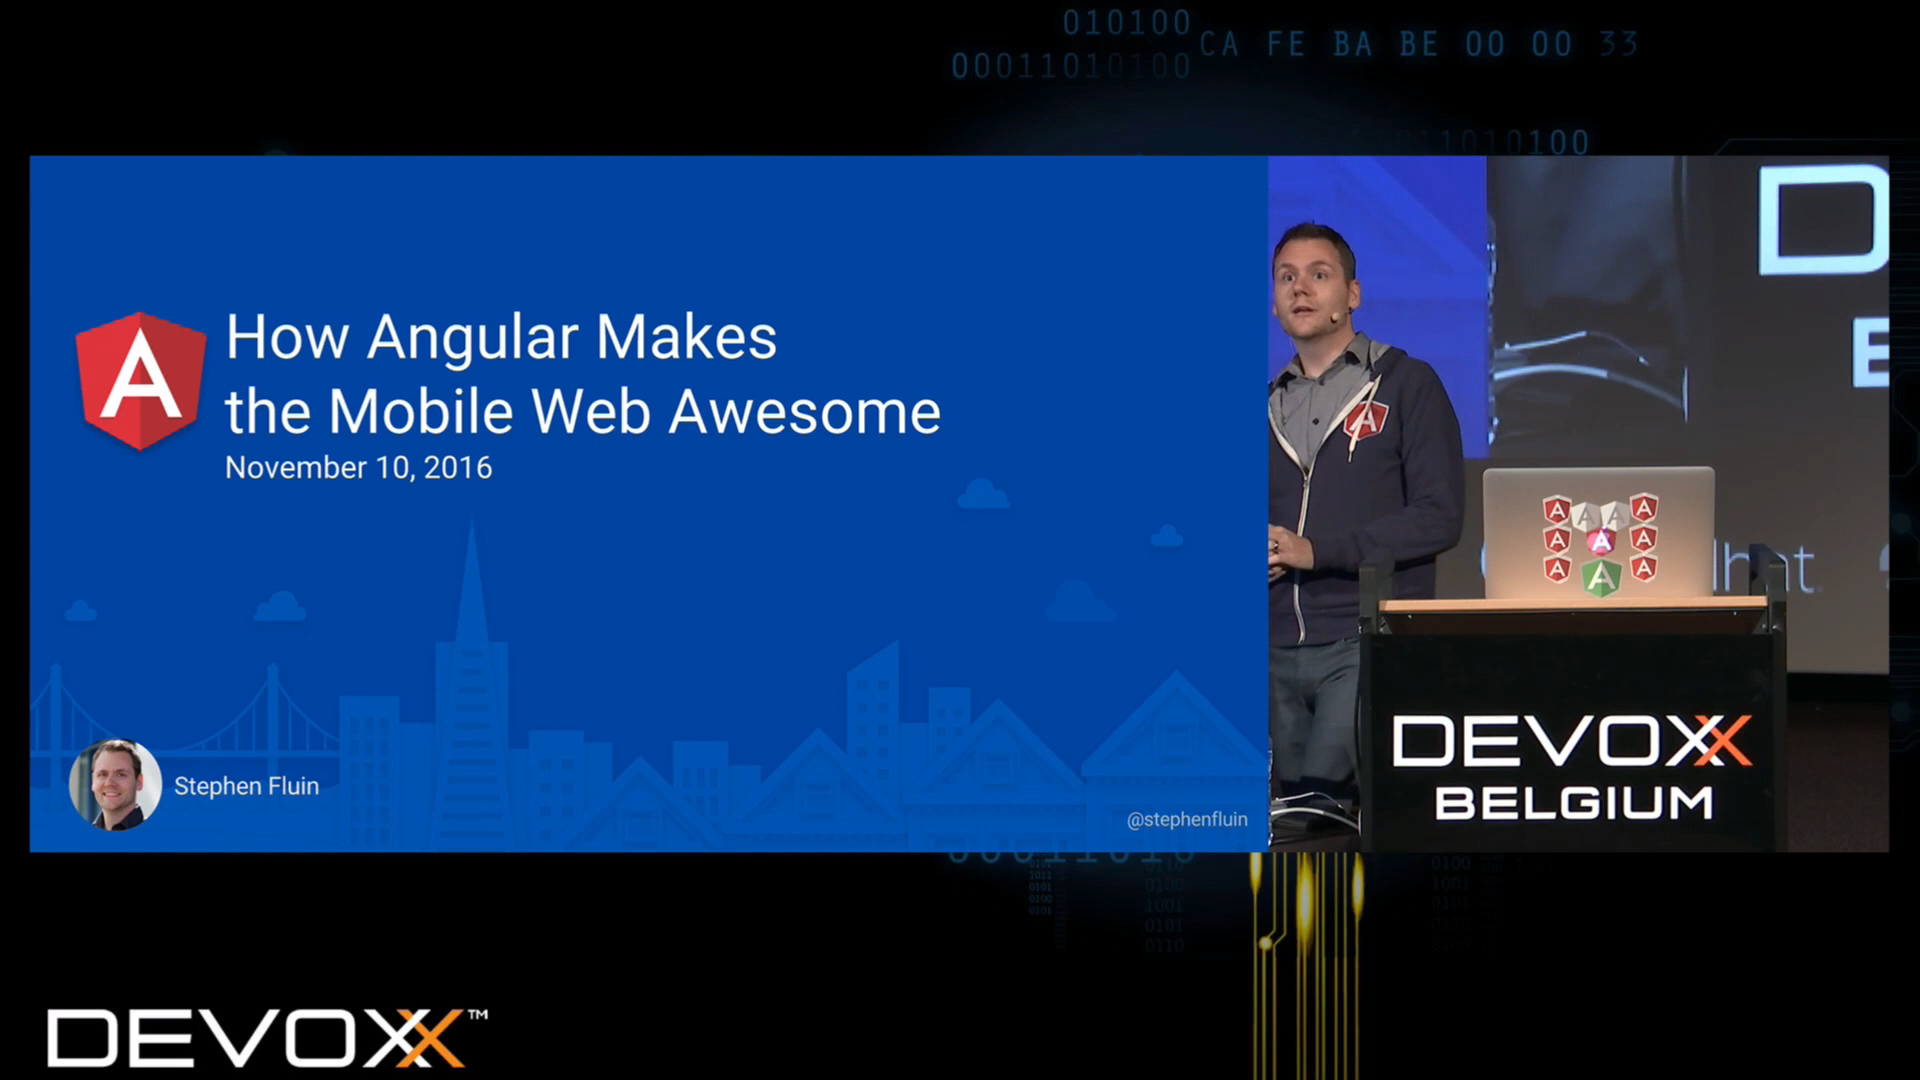 010100
CA FE BA BE 00 00 33
00011010100
11010100
How Angular Makes
the Mobile Web Awesome
November 10, 2016
Stephen Fluin
@stephenfluin
DEVOXX
BELGIUM
DEVOXX™